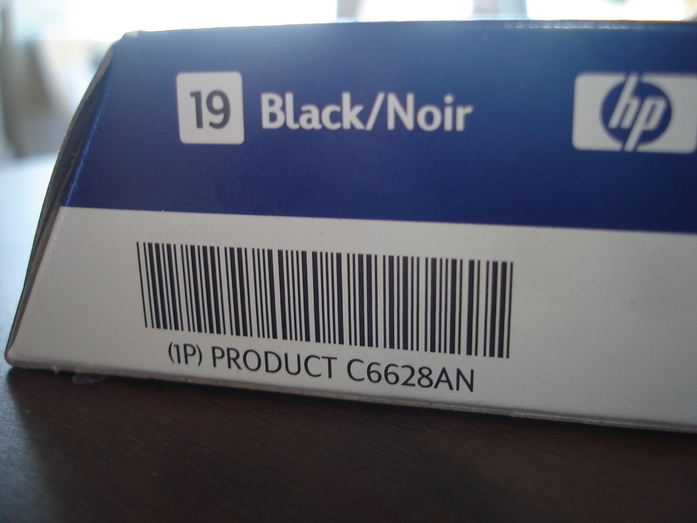 19 Black/Noir hp
(1P) PRODUCT C6628AN